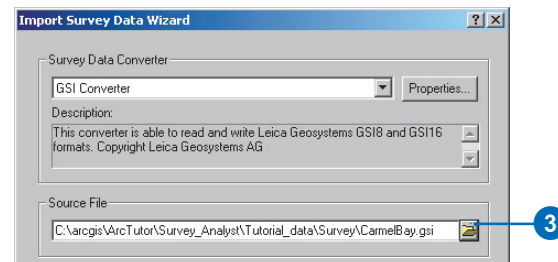 Import Survey Data Wizard
Survey Data Converter
GSI Converter
Properties...
Description:
This converter is able to read and write Leica Geosystems GSI8 and GSI16
formats. Copyright Leica Geosystems AG
Source File
C:\arcgis\ArcTutor\Survey_Analyst\Tutorial_data\Survey\CarmelBay.gsi
3